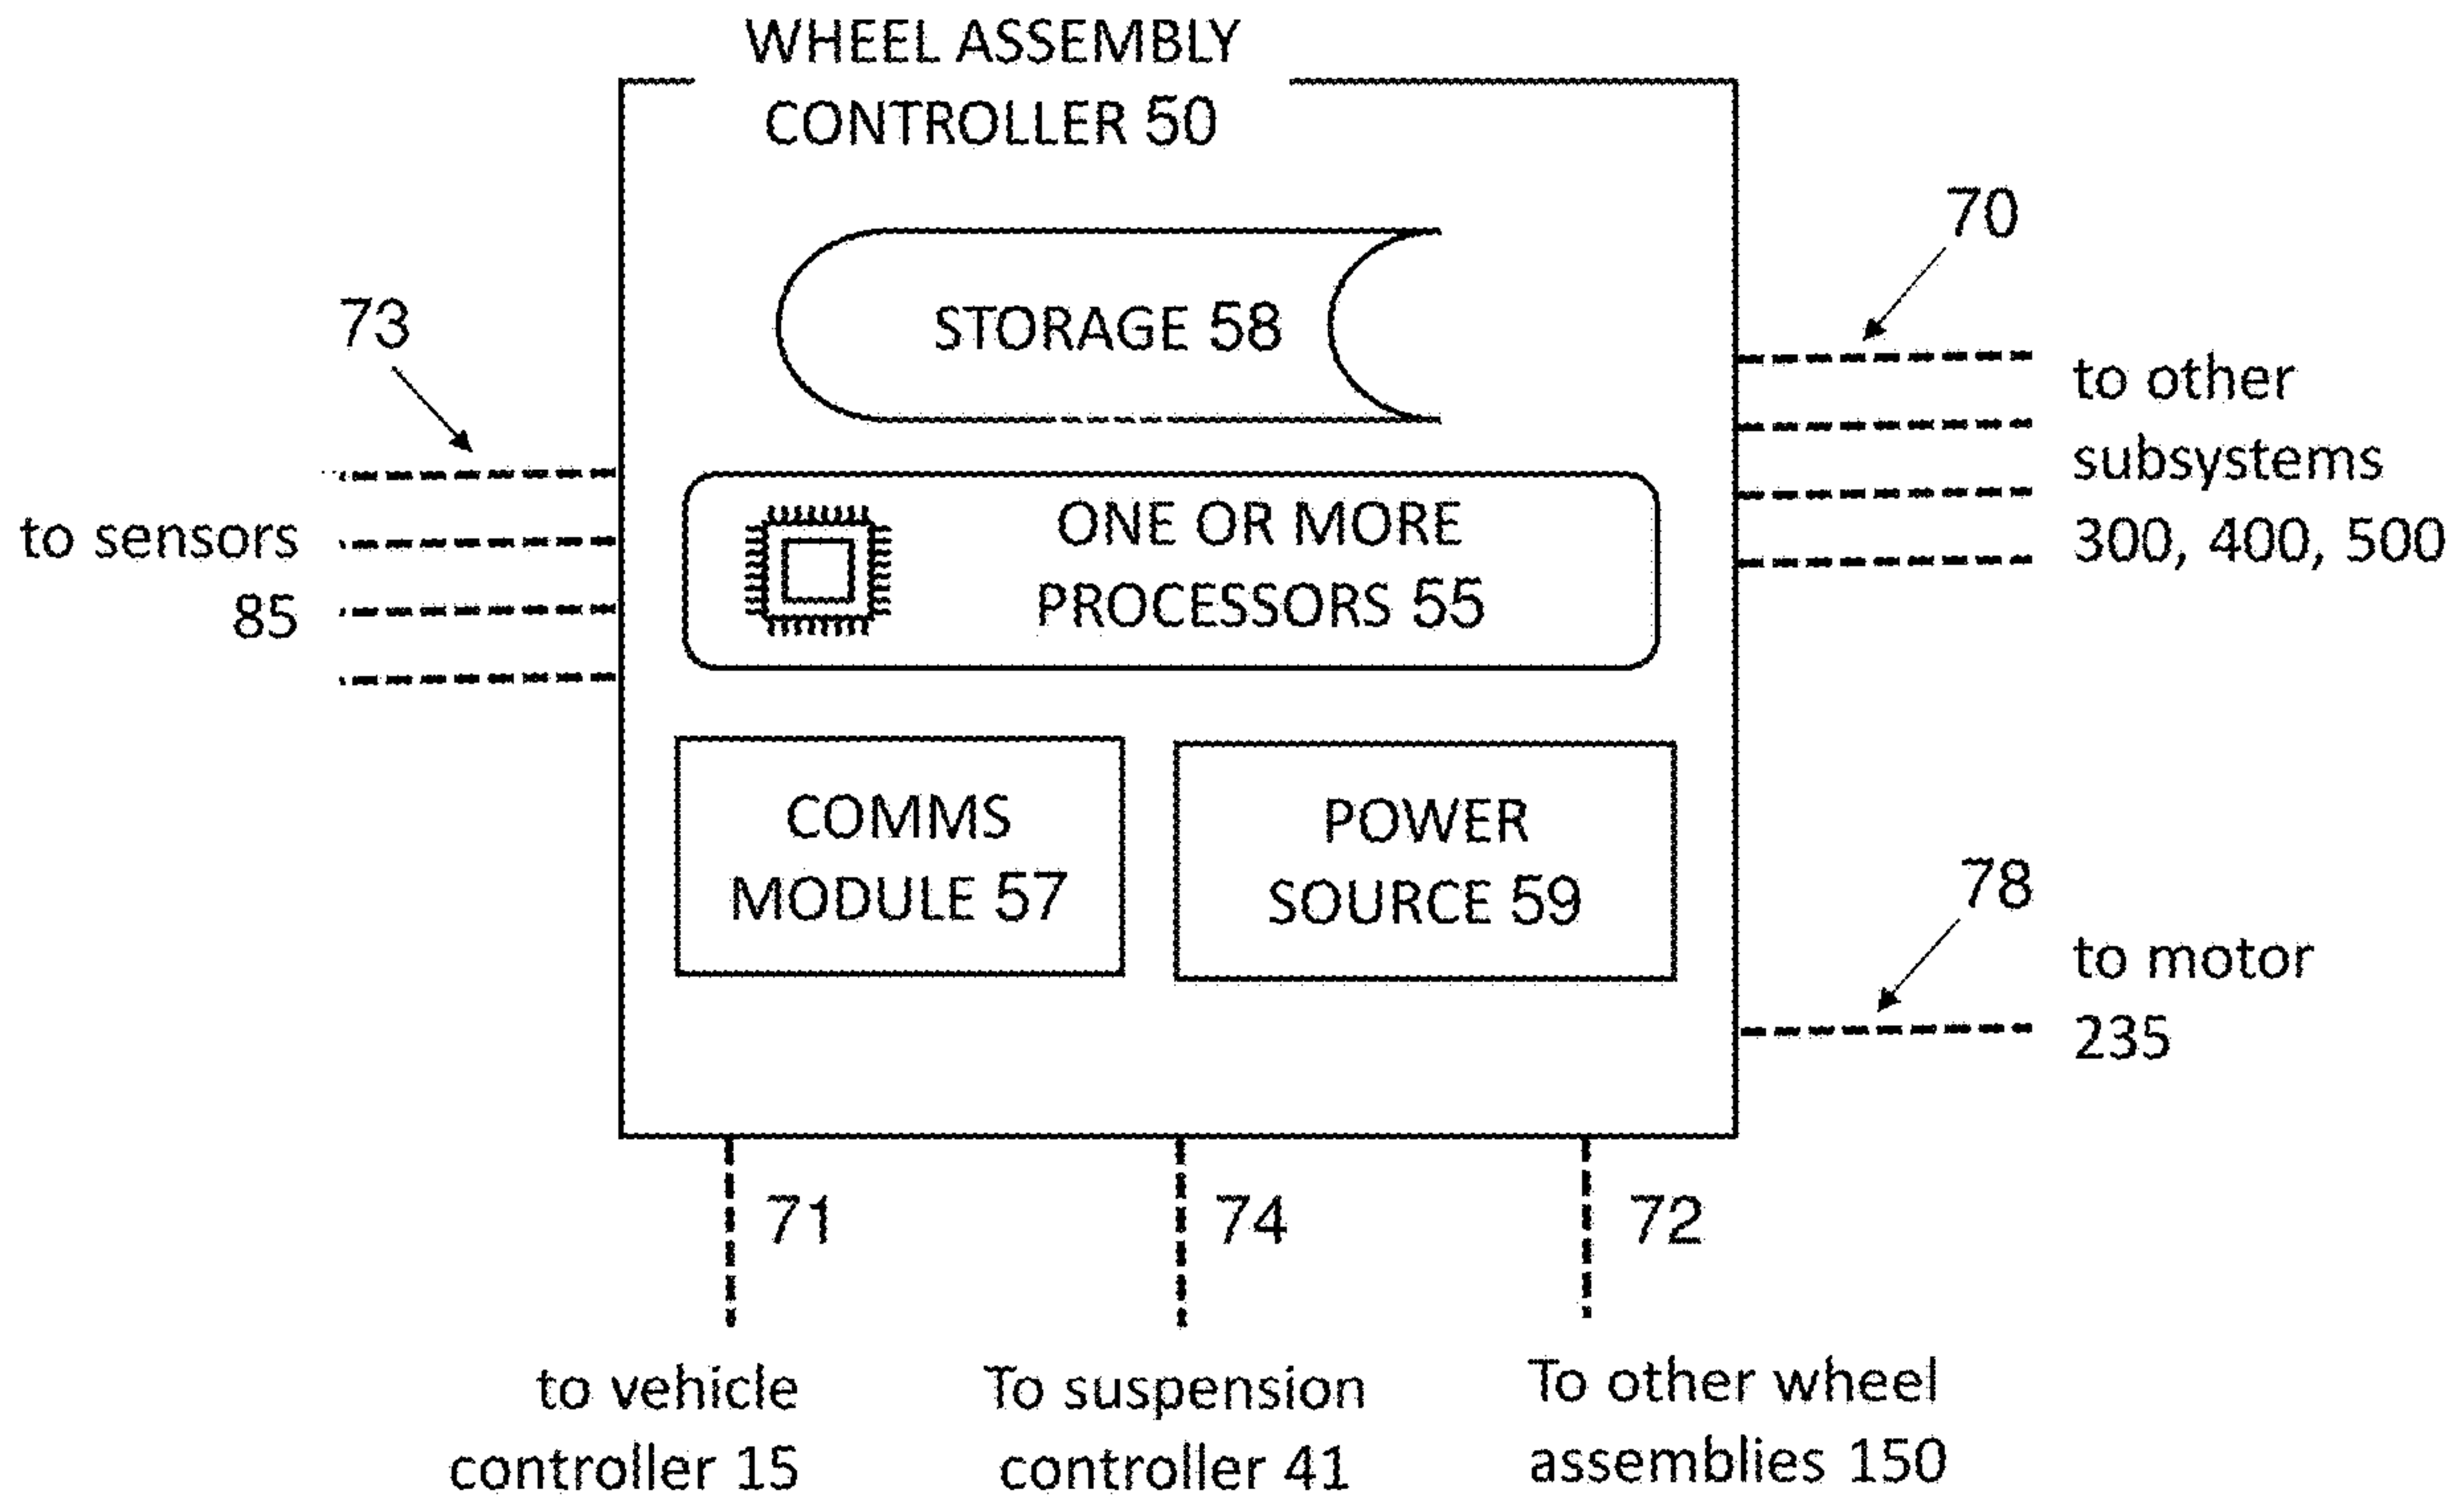 WHEEL ASSEMBLY
CONTROLLER 50
70
73
STORAGE 58
to other
subsystems
300, 400, 500
to sensors
85
ONE OR MORE
PROCESSORS 55
COMMS
MODULE 57
POWER
SOURCE 59
78
to motor
235
71
74
72
to vehicle
controller 15
To suspension
controller 41
To other wheel
assemblies 150